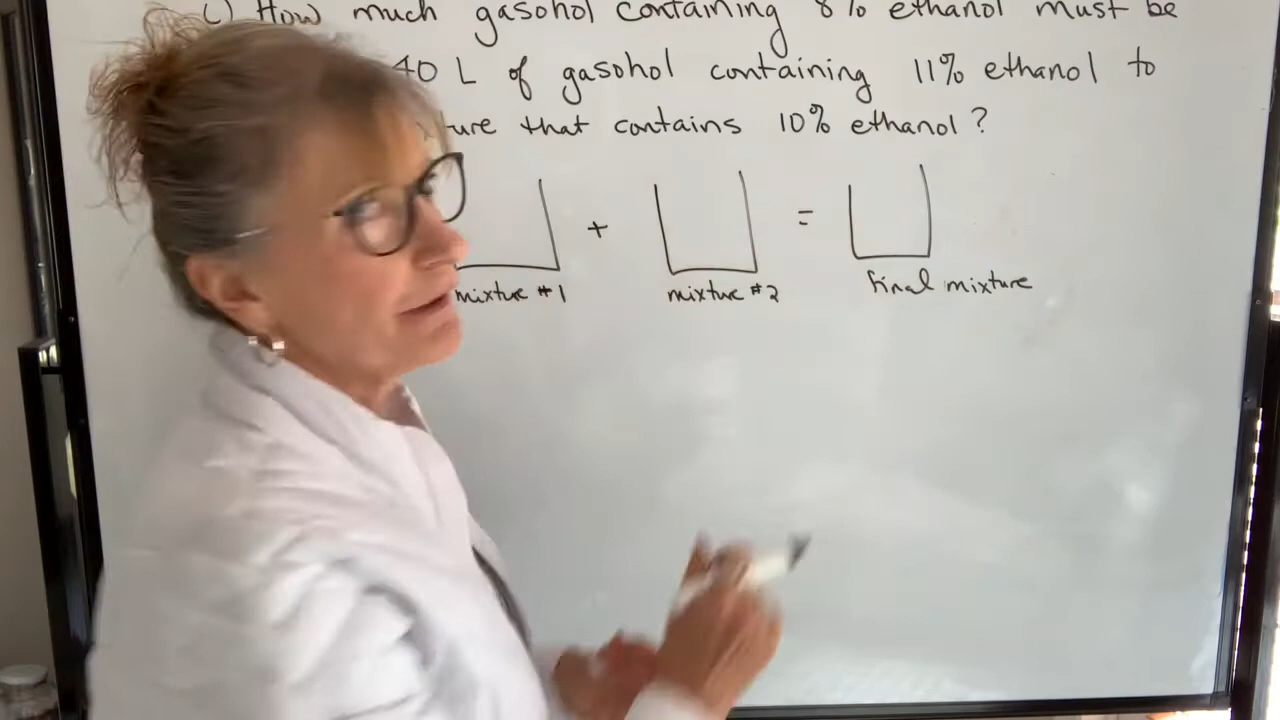 C) How much gasohol containing 8% ethanol must be
40 L of gasohol containing 11% ethanol to
ture that contains 10% ethanol?
+ =
mixture #1 mixture #2 final mixture